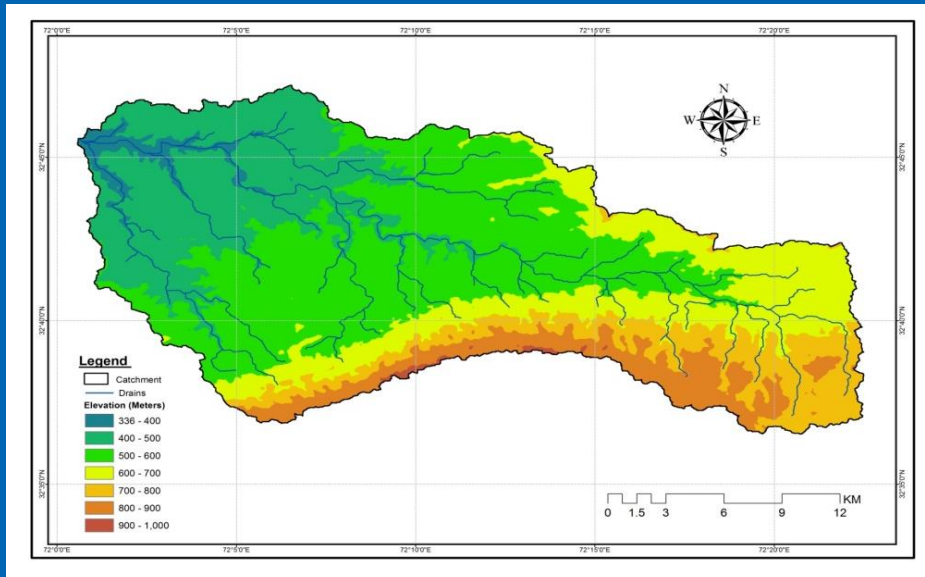 72°0'0"E 72°5'0"E 72°10'0"E 72°15'0"E 72°20'0"E
N
W E
S
32°45'0"N 32°45'0"N
32°40'0"N 32°40'0"N
32°35'0"N 32°35'0"N
Legend
Catchment
Drains
Elevation (Meters)
336 - 400
400 - 500
500 - 600
600 - 700
700 - 800
800 - 900
900 - 1,000
KM
0 1.5 3 6 9 12
72°0'0"E 72°5'0"E 72°10'0"E 72°15'0"E 72°20'0"E